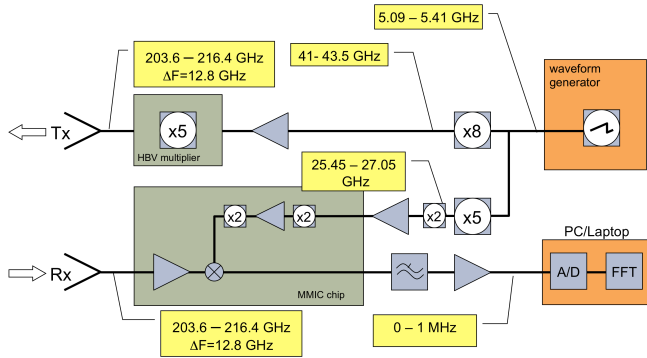 5.09 – 5.41 GHz
203.6 — 216.4 GHz
ΔF=12.8 GHz
41- 43.5 GHz
waveform
generator
Tx
x5
x8
HBV multiplier
25.45 – 27.05
GHz
x2
x2
x2
x5
PC/Laptop
Rx
A/D
FFT
MMIC chip
203.6 — 216.4 GHz
ΔF=12.8 GHz
0 – 1 MHz